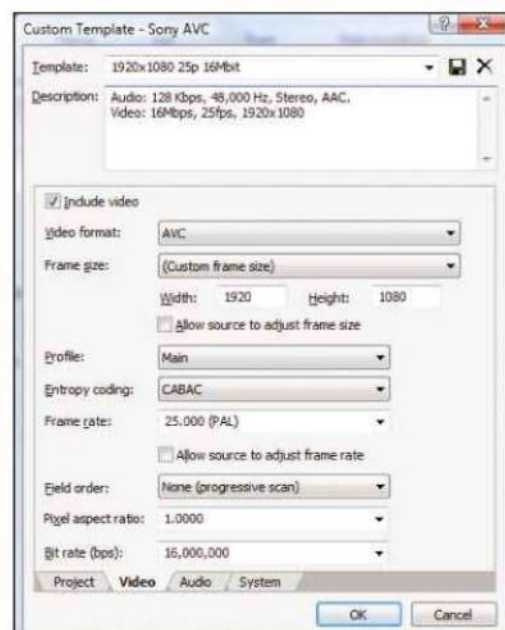 Custom Template - Sony AVC
Template: 1920x1080 25p 16Mbit
Description: Audio: 128 Kbps, 48,000 Hz, Stereo, AAC.
Video: 16Mbps, 25fps, 1920x1080
Include video
Video format: AVC
Frame size: (Custom frame size)
Width: 1920 Height: 1080
Allow source to adjust frame size
Profile: Main
Entropy coding: CABAC
Frame rate: 25.000 (PAL)
Allow source to adjust frame rate
Field order: None (progressive scan)
Pixel aspect ratio: 1.0000
Bit rate (bps): 16,000,000
Project Video Audio System
OK Cancel